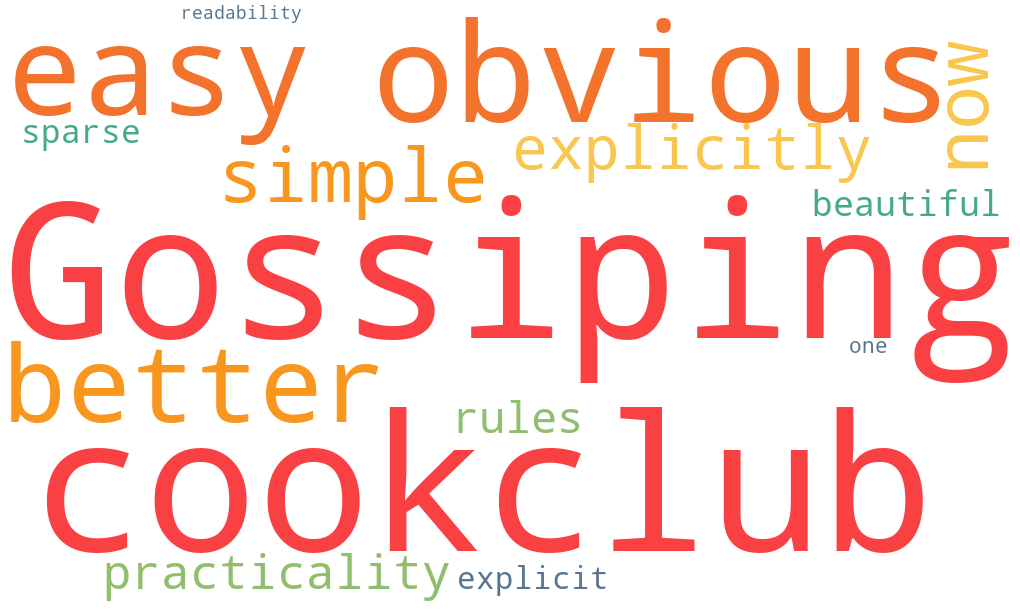 readability
easy obvious
now
sparse
explicitly
simple
beautiful
Gossiping
one
better
rules
cookclub
practicality
explicit